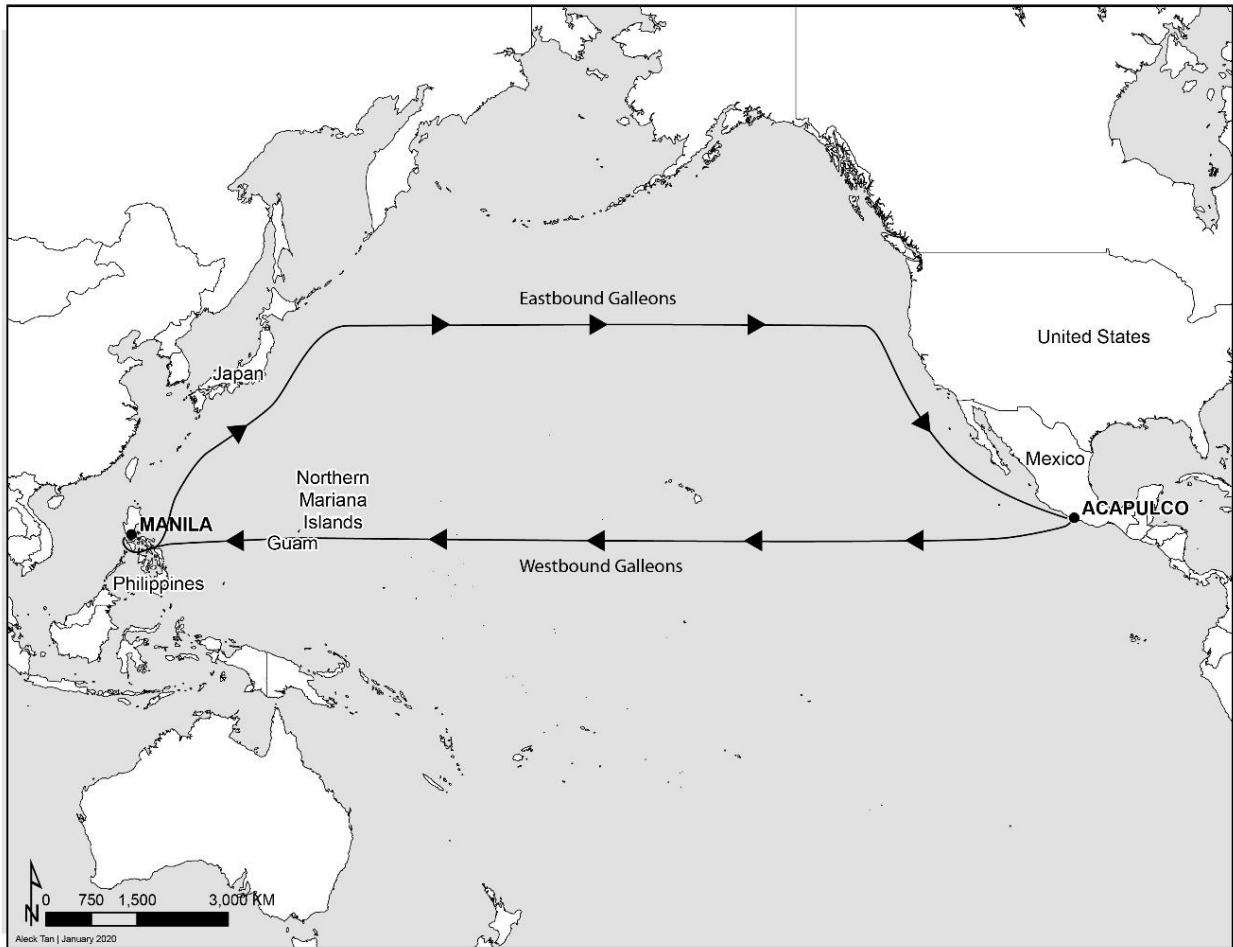 Eastbound Galleons
United States
Japan
Mexico
Northern
Mariana
Islands
ACAPULCO
MANILA
Guam
Westbound Galleons
Philippines
0 750 1,500 3,000 KM
N
Aleck Tan | January 2020